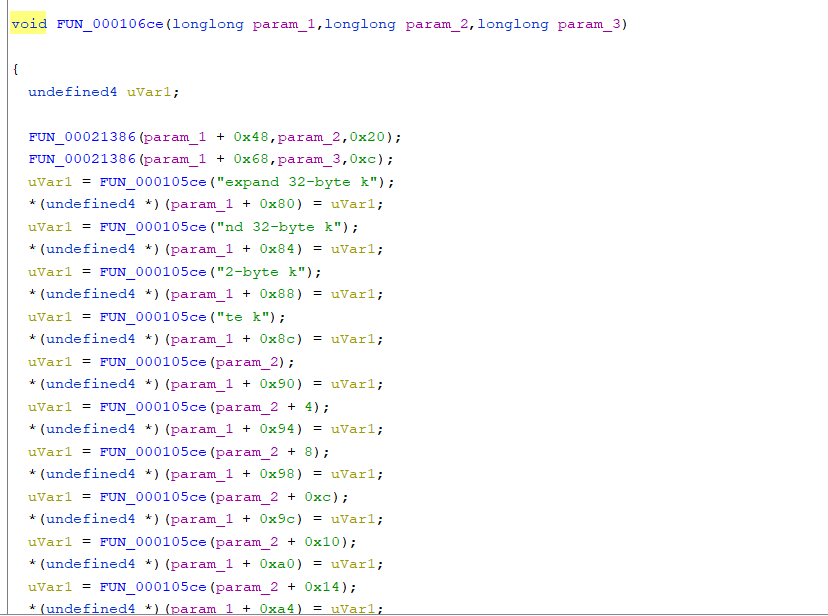 void FUN_000106ce(longlong param_1,longlong param_2,longlong param_3)
{
undefined4 uVar1;
FUN_00021386(param_1 + 0x48,param_2,0x20);
FUN_00021386(param_1 + 0x68,param_3,0xc);
uVar1 = FUN_000105ce("expand 32-byte k");
*(undefined4 *)(param_1 + 0x80) = uVar1;
uVar1 = FUN_000105ce("nd 32-byte k");
*(undefined4 *)(param_1 + 0x84) = uVar1;
uVar1 = FUN_000105ce("2-byte k");
*(undefined4 *)(param_1 + 0x88) = uVar1;
uVar1 = FUN_000105ce("te k");
*(undefined4 *)(param_1 + 0x8c) = uVar1;
uVar1 = FUN_000105ce(param_2);
*(undefined4 *)(param_1 + 0x90) = uVar1;
uVar1 = FUN_000105ce(param_2 + 4);
*(undefined4 *)(param_1 + 0x94) = uVar1;
uVar1 = FUN_000105ce(param_2 + 8);
*(undefined4 *)(param_1 + 0x98) = uVar1;
uVar1 = FUN_000105ce(param_2 + 0xc);
*(undefined4 *)(param_1 + 0x9c) = uVar1;
uVar1 = FUN_000105ce(param_2 + 0x10);
*(undefined4 *)(param_1 + 0xa0) = uVar1;
uVar1 = FUN_000105ce(param_2 + 0x14);
*(undefined4 *)(param_1 + 0xa4) = uVar1;